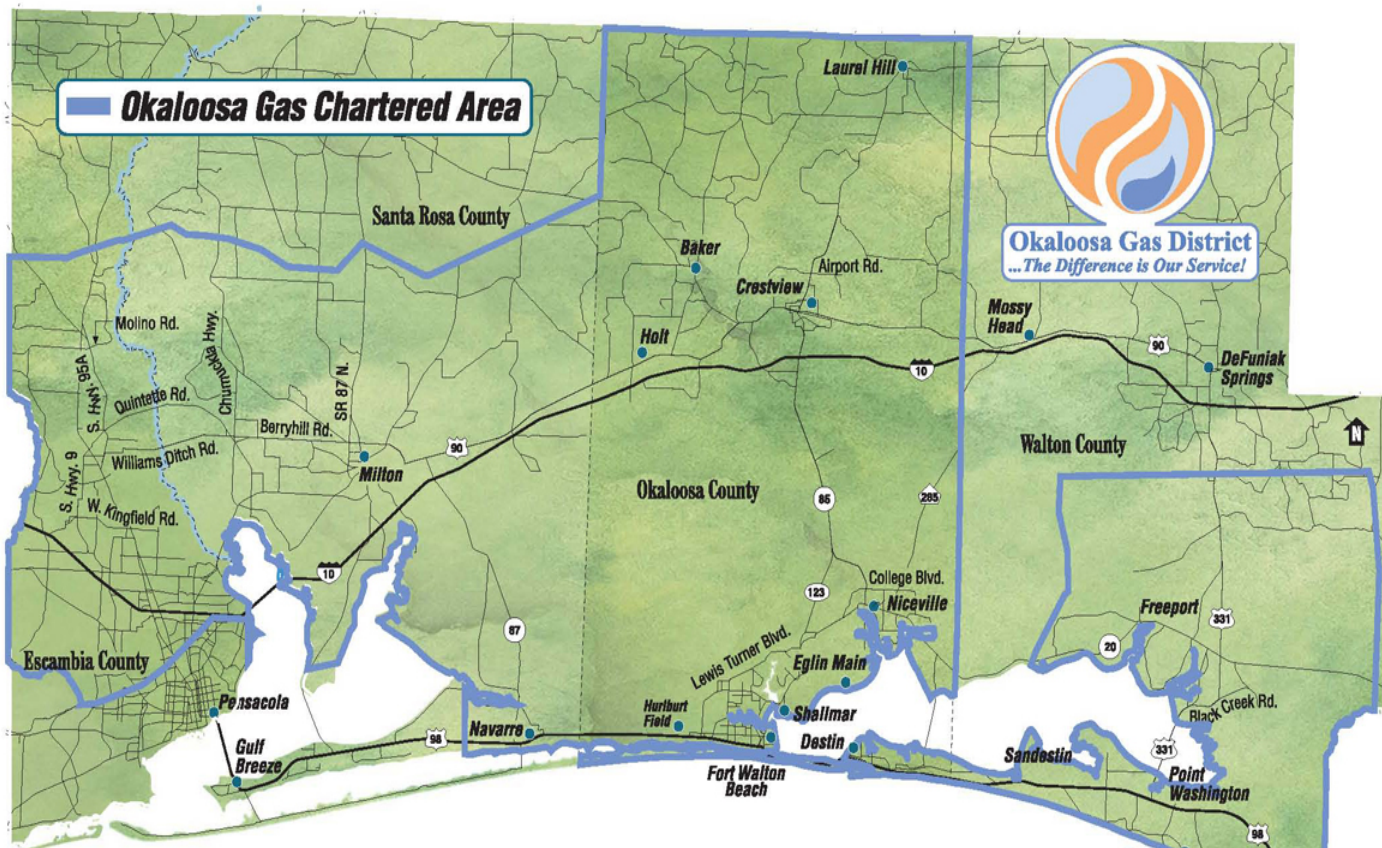 Okaloosa Gas Chartered Area
Laurel Hill
Okaloosa Gas District
...The Difference is Our Service!
Santa Rosa County
Baker
Airport Rd.
Crestview
Mossy
Head
Molino Rd.
Holt
90
DeFuniak
Springs
S. Hwy. 95A
Chumuckla Hwy.
SR 87 N.
10
Quintette Rd.
Berryhill Rd.
N
90
Walton County
Williams Ditch Rd.
Milton
S. Hwy. 9
Okaloosa County
85
285
W. Kingfield Rd.
10
College Blvd.
123
Niceville
Freeport
331
87
20
Escambia County
Lewis Turner Blvd.
Eglin Main
Pensacola
Black Creek Rd.
Hurlburt
Field
Shalimar
Navarre
98
Destin
Sandestin
331
Gulf
Breeze
Fort Walton
Beach
Point
Washington
98